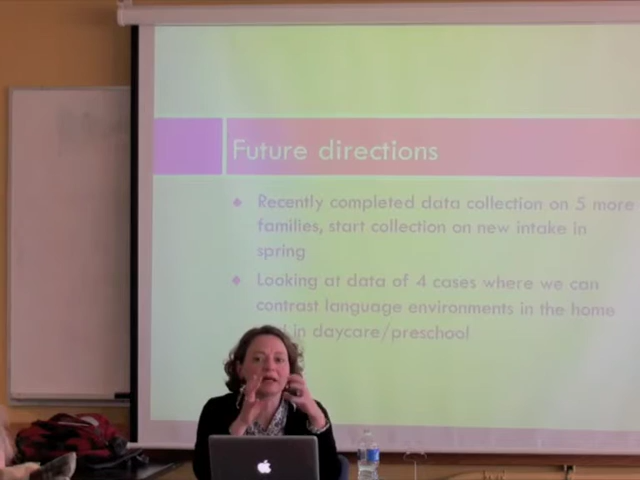 Future directions
Recently completed data collection on 5 more
families, start collection on new intake in
spring
Looking at data of 4 cases where we can
contrast language environments in the home
in daycare/preschool